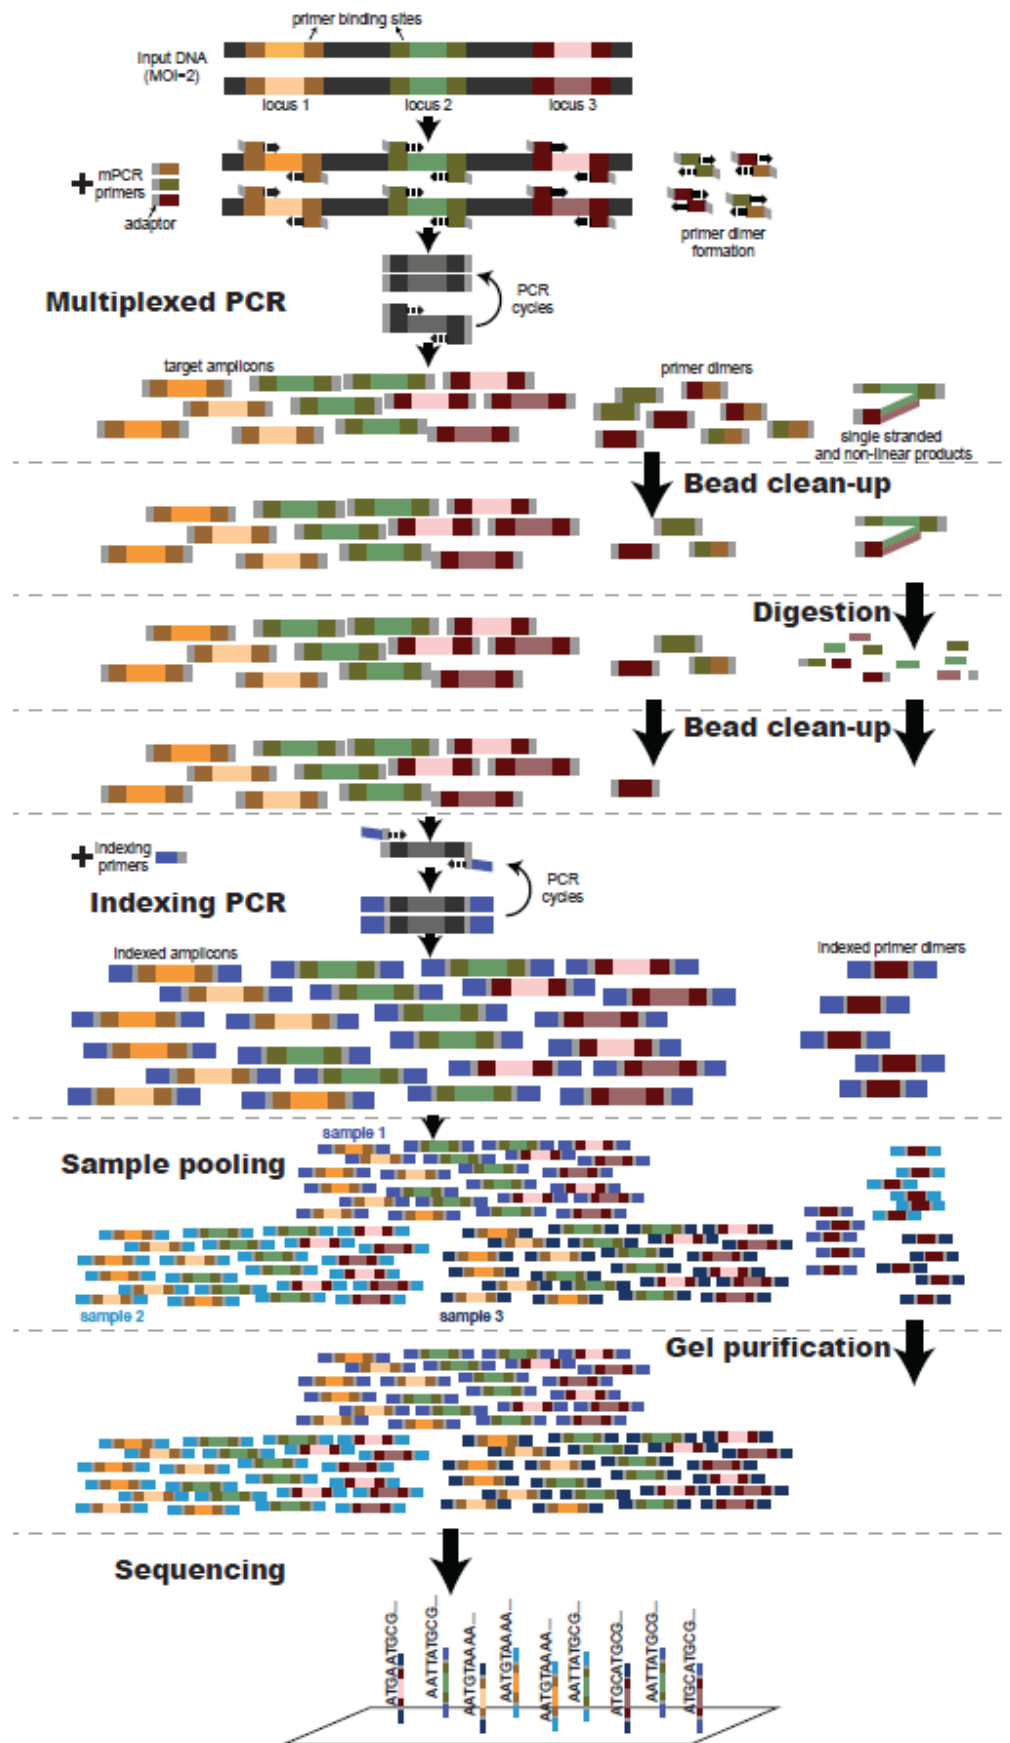 primer binding sites
Input DNA
(MOI=2)
locus 1
locus 2
locus 3
+ mPCR
primers
adaptor
primer dimer
formation
Multiplexed PCR
PCR
cycles
target amplicons
primer dimers
single stranded
and non-linear products
Bead clean-up
Digestion
Bead clean-up
+ Indexing
primers
Indexing PCR
PCR
cycles
Indexed amplicons
Indexed primer dimers
sample 1
Sample pooling
sample 2
sample 3
Gel purification
Sequencing
ATGAATGCG...
AATTATGCG...
AATGTAAAA...
AATGTAAAA...
AATGTAAAA...
AATTATGCG...
ATGCATGCG...
AATTATGCG...
ATGCATGCG...